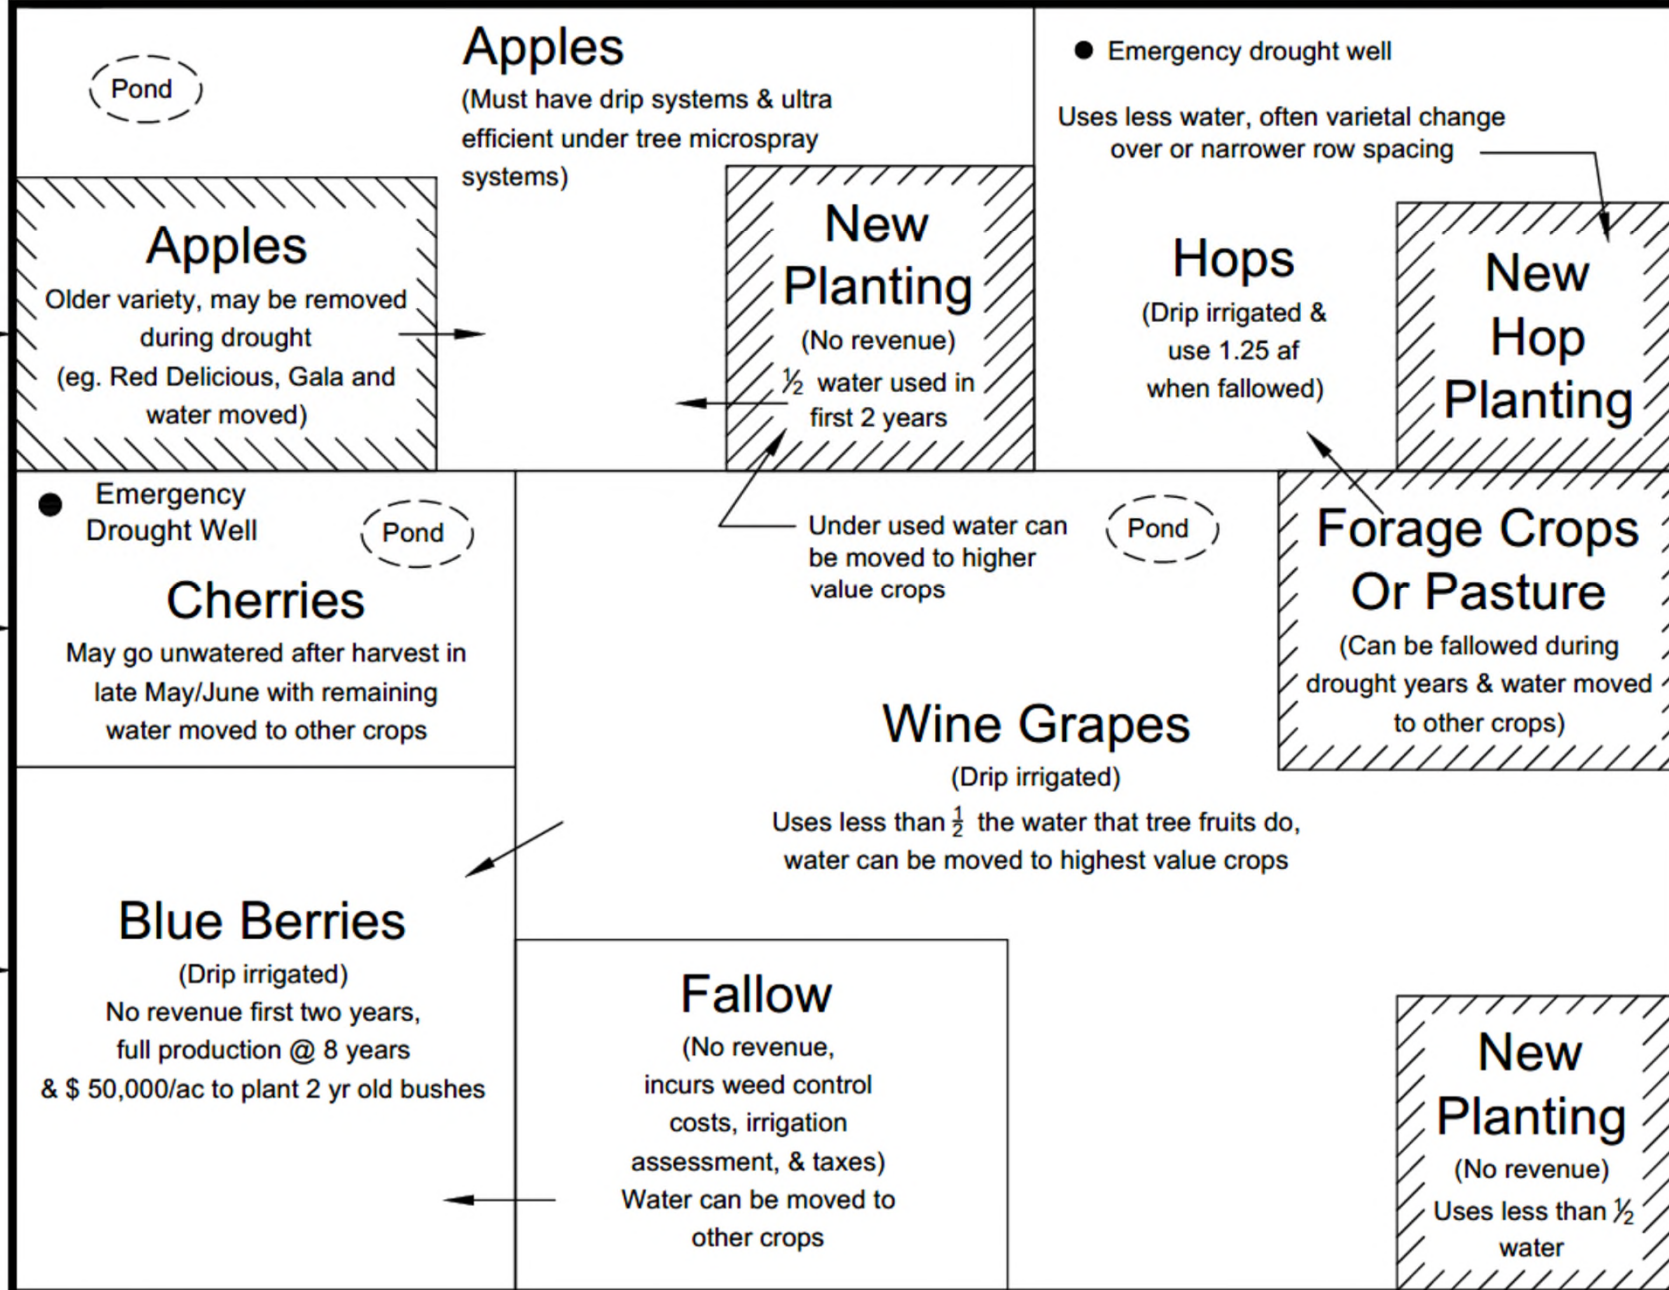 Pond
Apples
(Must have drip systems & ultra
efficient under tree microspray
systems)
Emergency drought well
Uses less water, often varietal change
over or narrower row spacing
Apples
Older variety, may be removed
during drought
(eg. Red Delicious, Gala and
water moved)
New
Planting
(No revenue)
½ water used in
first 2 years
Hops
(Drip irrigated &
use 1.25 af
when fallowed)
New
Hop
Planting
Emergency
Drought Well
Pond
Cherries
May go unwatered after harvest in
late May/June with remaining
water moved to other crops
Under used water can
be moved to higher
value crops
Pond
Forage Crops
Or Pasture
(Can be fallowed during
drought years & water moved
to other crops)
Wine Grapes
(Drip irrigated)
Uses less than ½ the water that tree fruits do,
water can be moved to highest value crops
Blue Berries
(Drip irrigated)
No revenue first two years,
full production @ 8 years
& $ 50,000/ac to plant 2 yr old bushes
Fallow
(No revenue,
incurs weed control
costs, irrigation
assessment, & taxes)
Water can be moved to
other crops
New
Planting
(No revenue)
Uses less than ½
water